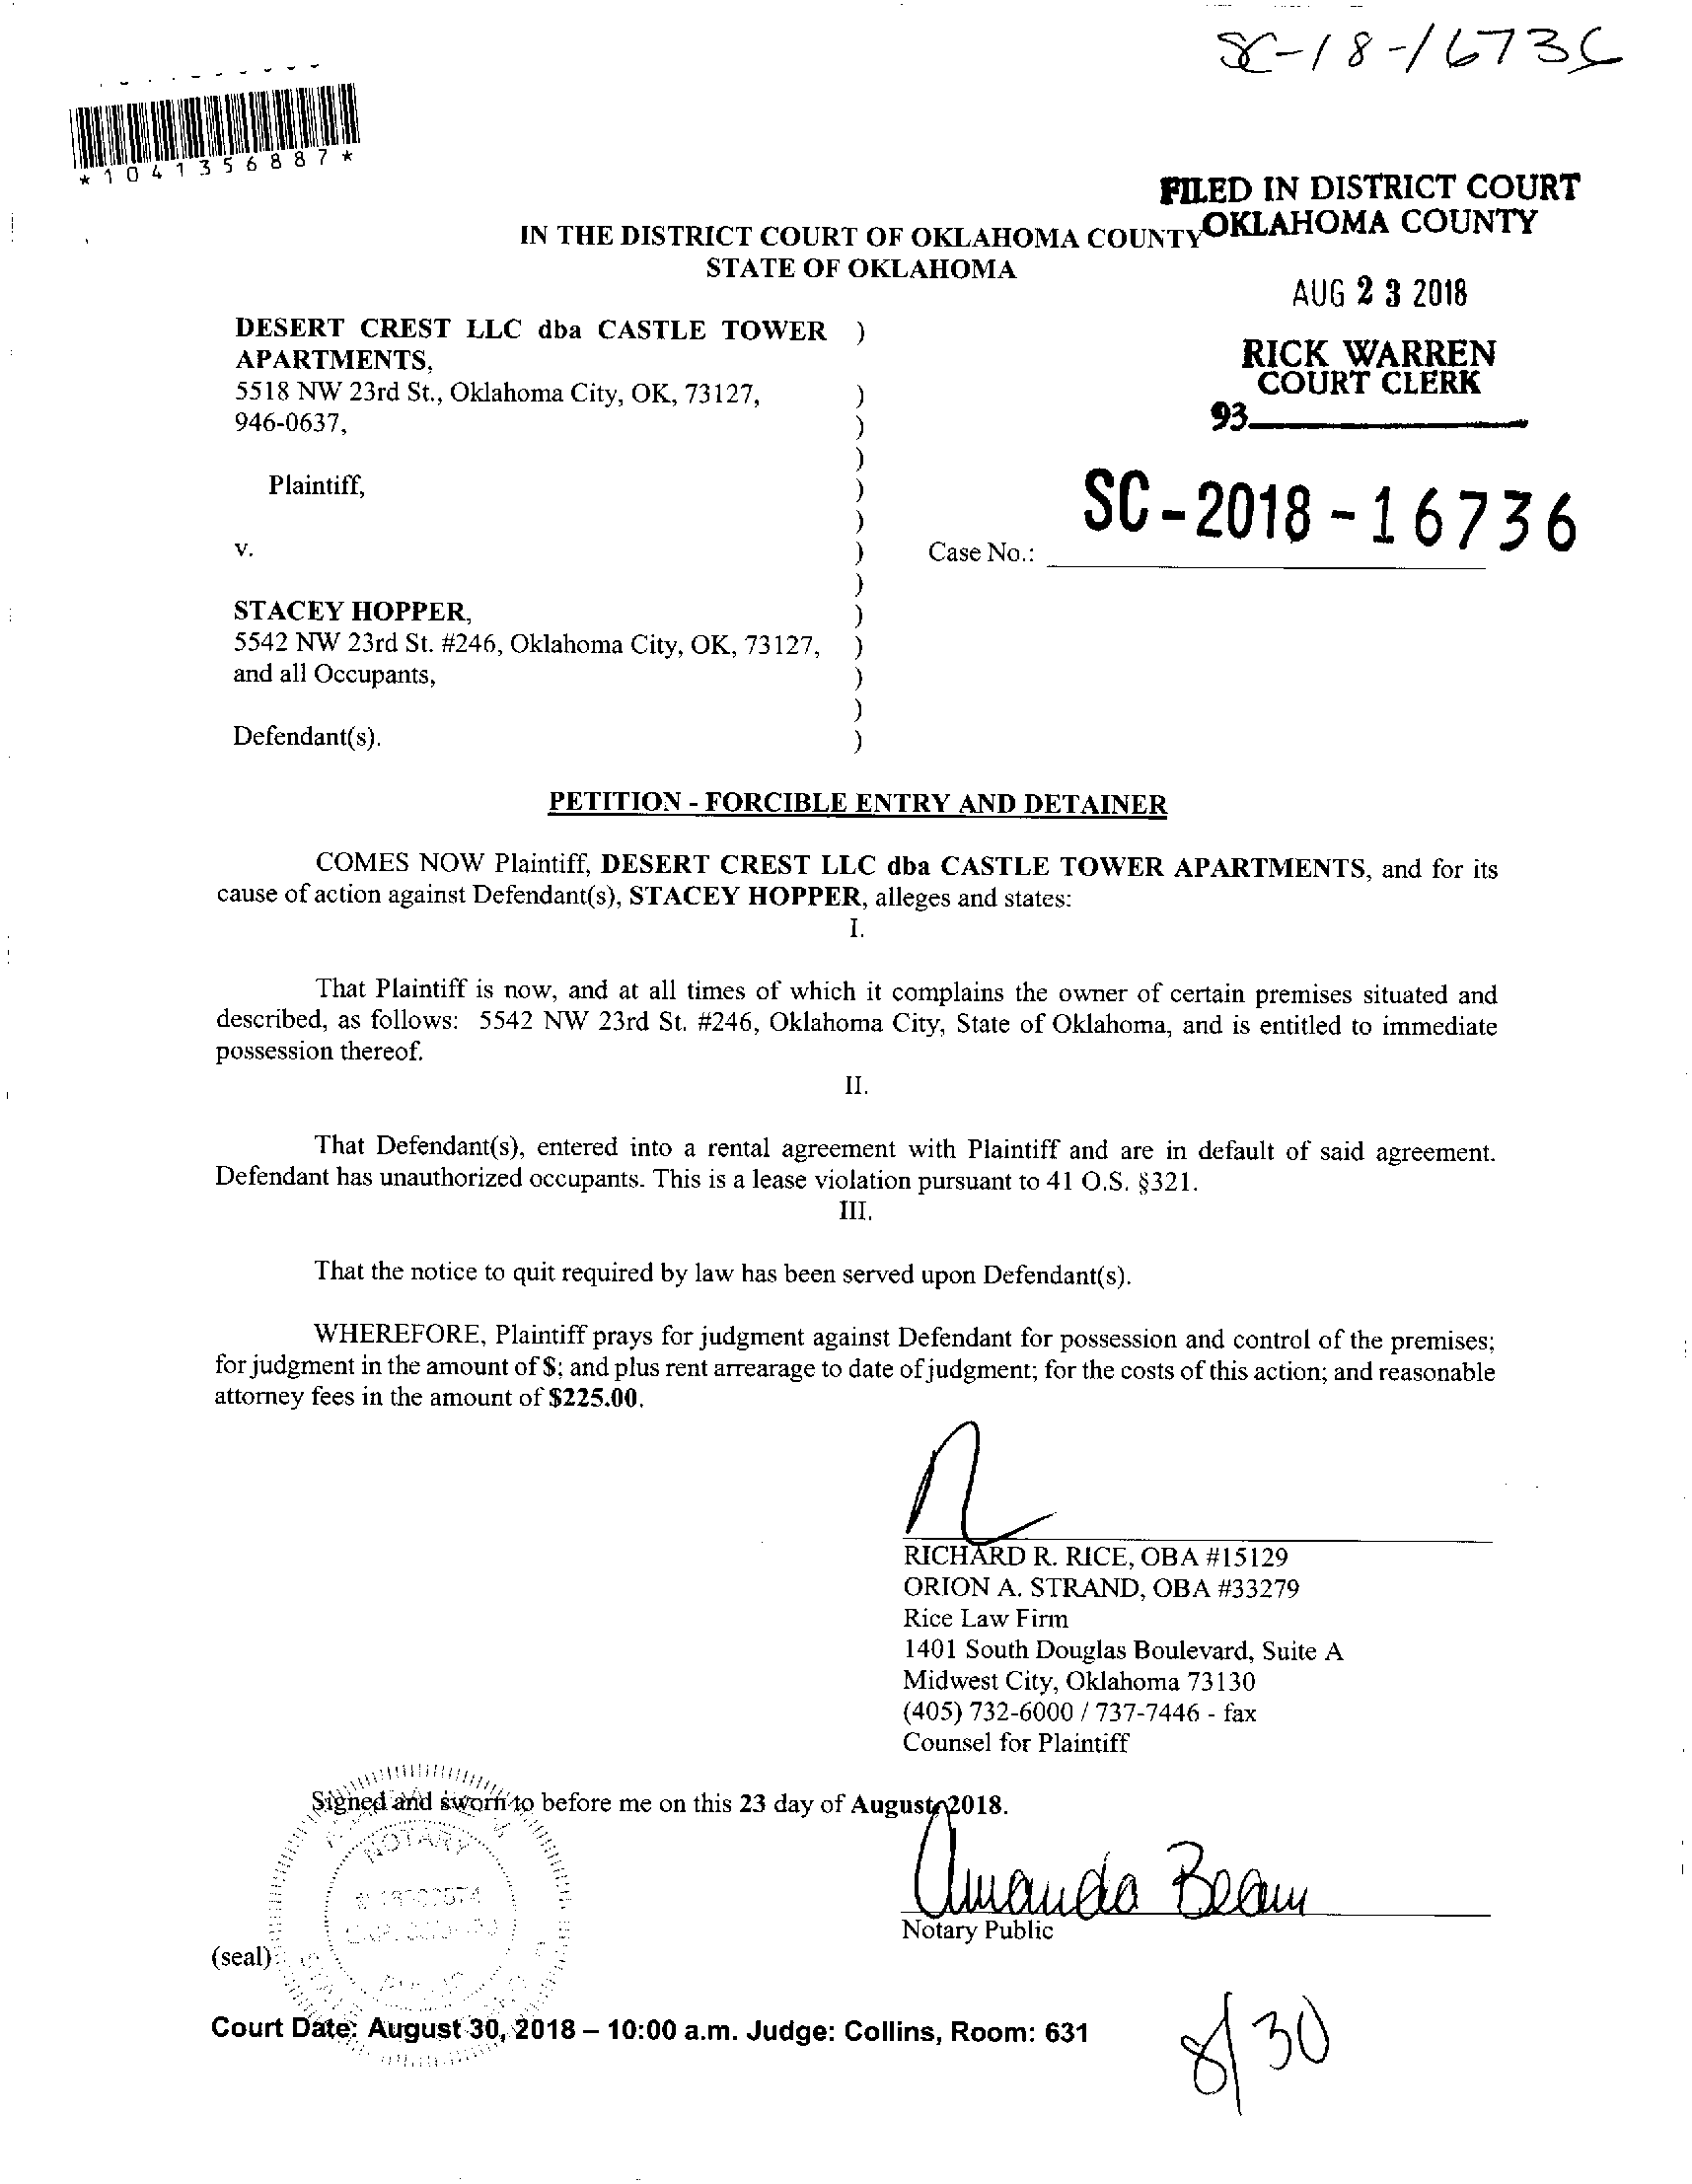 SC-18-16736
*1041356887*
FILED IN DISTRICT COURT
OKLAHOMA COUNTY
IN THE DISTRICT COURT OF OKLAHOMA COUNTY
STATE OF OKLAHOMA
AUG 23 2018
RICK WARREN
COURT CLERK
93
DESERT CREST LLC dba CASTLE TOWER )
APARTMENTS,
5518 NW 23rd St., Oklahoma City, OK, 73127, )
946-0637, )
)
Plaintiff, )
)
SC-2018-16736
v. ) Case No.:
)
STACEY HOPPER, )
5542 NW 23rd St. #246, Oklahoma City, OK, 73127, )
and all Occupants, )
)
Defendant(s). )
PETITION - FORCIBLE ENTRY AND DETAINER
COMES NOW Plaintiff, DESERT CREST LLC dba CASTLE TOWER APARTMENTS, and for its
cause of action against Defendant(s), STACEY HOPPER, alleges and states:
I.
That Plaintiff is now, and at all times of which it complains the owner of certain premises situated and
described, as follows: 5542 NW 23rd St. #246, Oklahoma City, State of Oklahoma, and is entitled to immediate
possession thereof.
II.
That Defendant(s), entered into a rental agreement with Plaintiff and are in default of said agreement.
Defendant has unauthorized occupants. This is a lease violation pursuant to 41 O.S. §321.
III.
That the notice to quit required by law has been served upon Defendant(s).
WHEREFORE, Plaintiff prays for judgment against Defendant for possession and control of the premises;
for judgment in the amount of $; and plus rent arrearage to date of judgment; for the costs of this action; and reasonable
attorney fees in the amount of $225.00.
RICHARD R. RICE, OBA #15129
ORION A. STRAND, OBA #33279
Rice Law Firm
1401 South Douglas Boulevard, Suite A
Midwest City, Oklahoma 73130
(405) 732-6000 / 737-7446 - fax
Counsel for Plaintiff
Signed and sworn to before me on this 23 day of August, 2018.
NOTARY
Amanda Beam
Notary Public
(seal)
Court Date: August 30, 2018 – 10:00 a.m. Judge: Collins, Room: 631
8/30